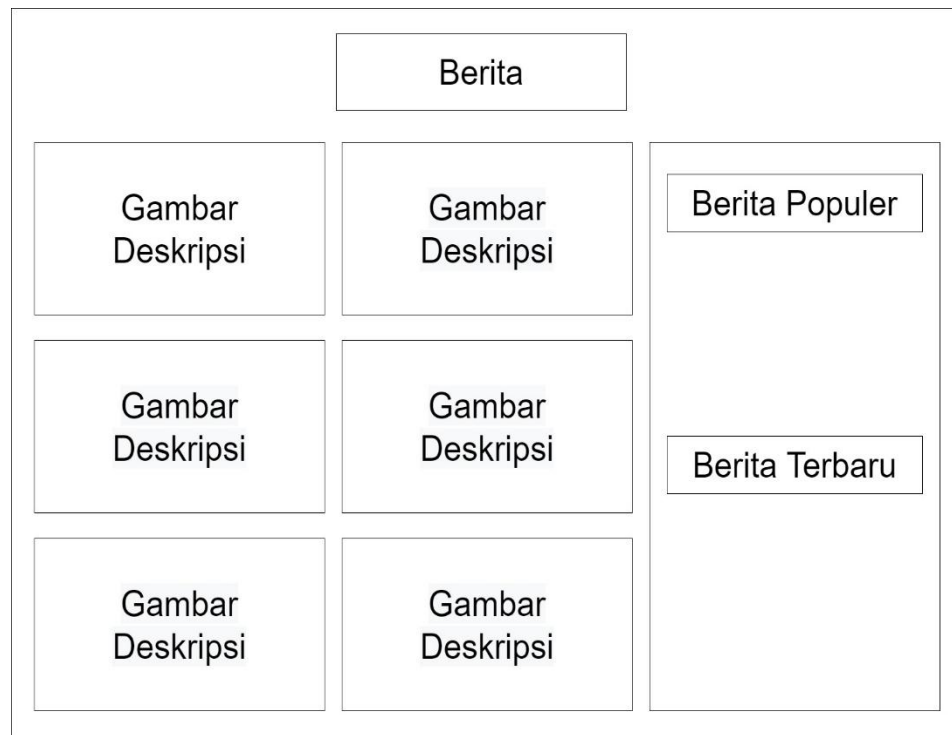 Berita
Gambar
Deskripsi
Gambar
Deskripsi
Berita Populer
Gambar
Deskripsi
Gambar
Deskripsi
Berita Terbaru
Gambar
Deskripsi
Gambar
Deskripsi